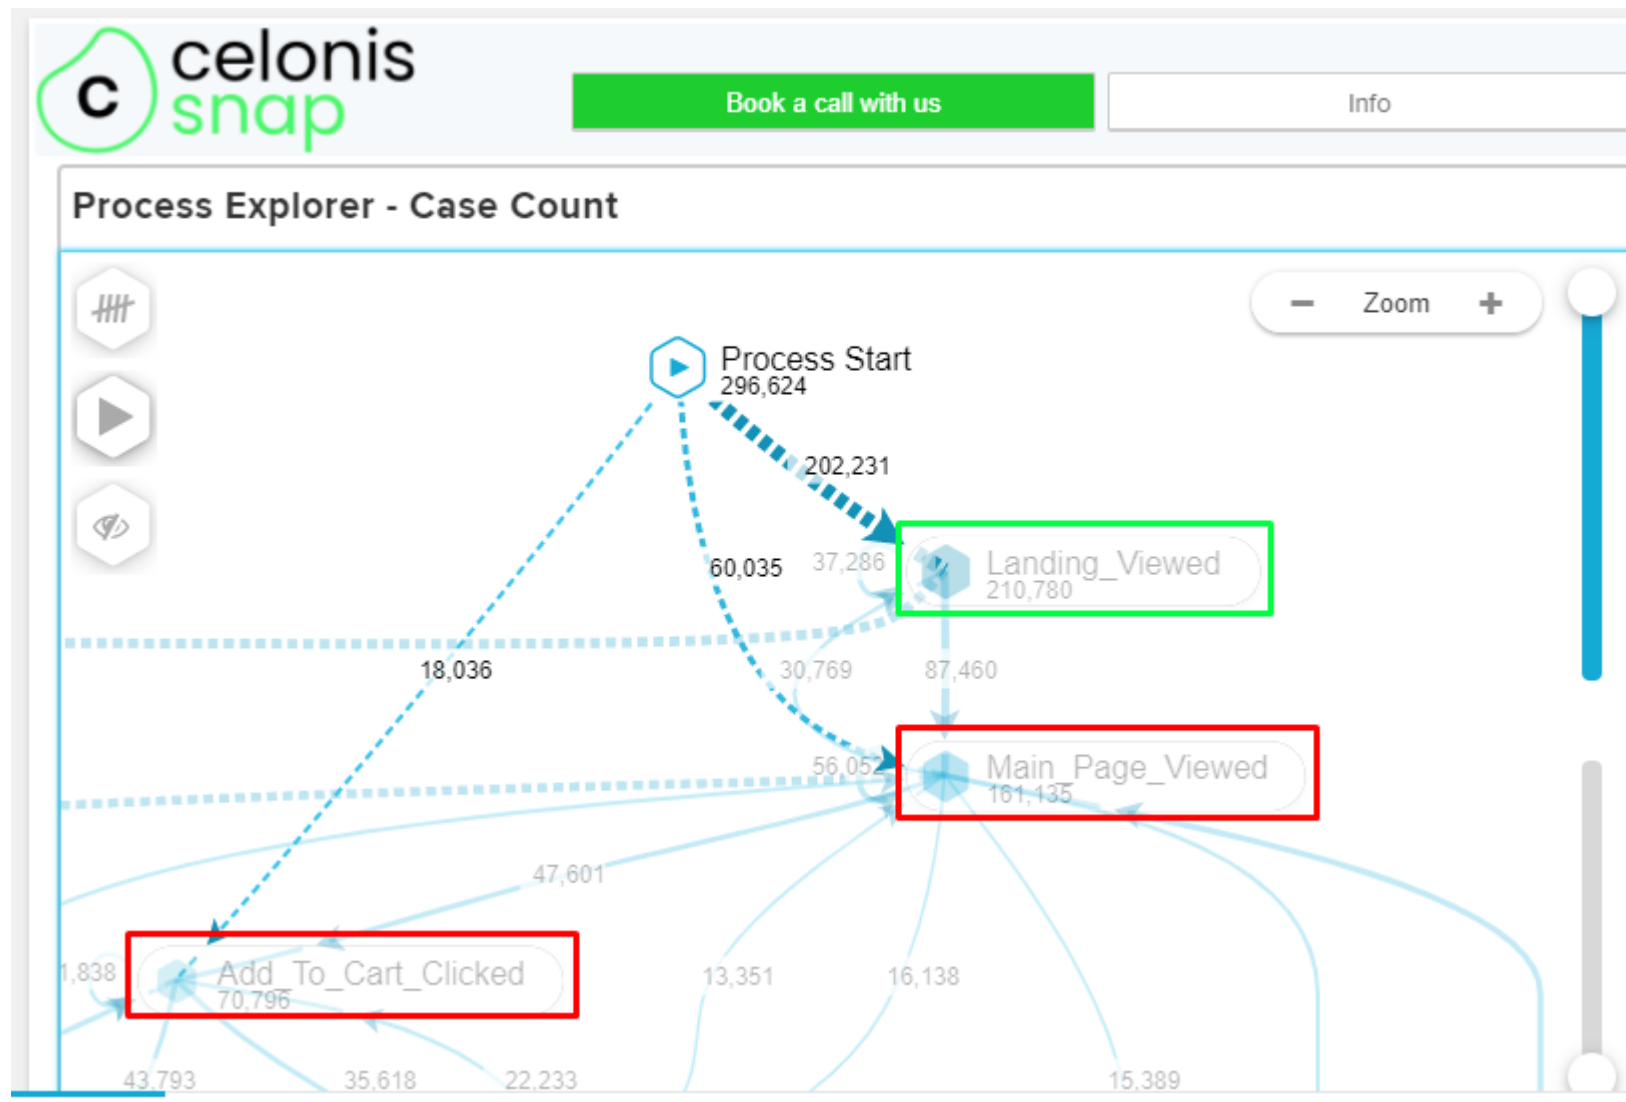 celonis
snap
C
Book a call with us
Info
Process Explorer - Case Count
Zoom
Process Start
296,624
202,231
60,035
37,286
Landing_Viewed
210,780
18,036
30,769
87,460
56,052
Main_Page_Viewed
161,135
47,601
1,838
Add_To_Cart_Clicked
70,796
13,351
16,138
43,793
35,618
22,233
15,389